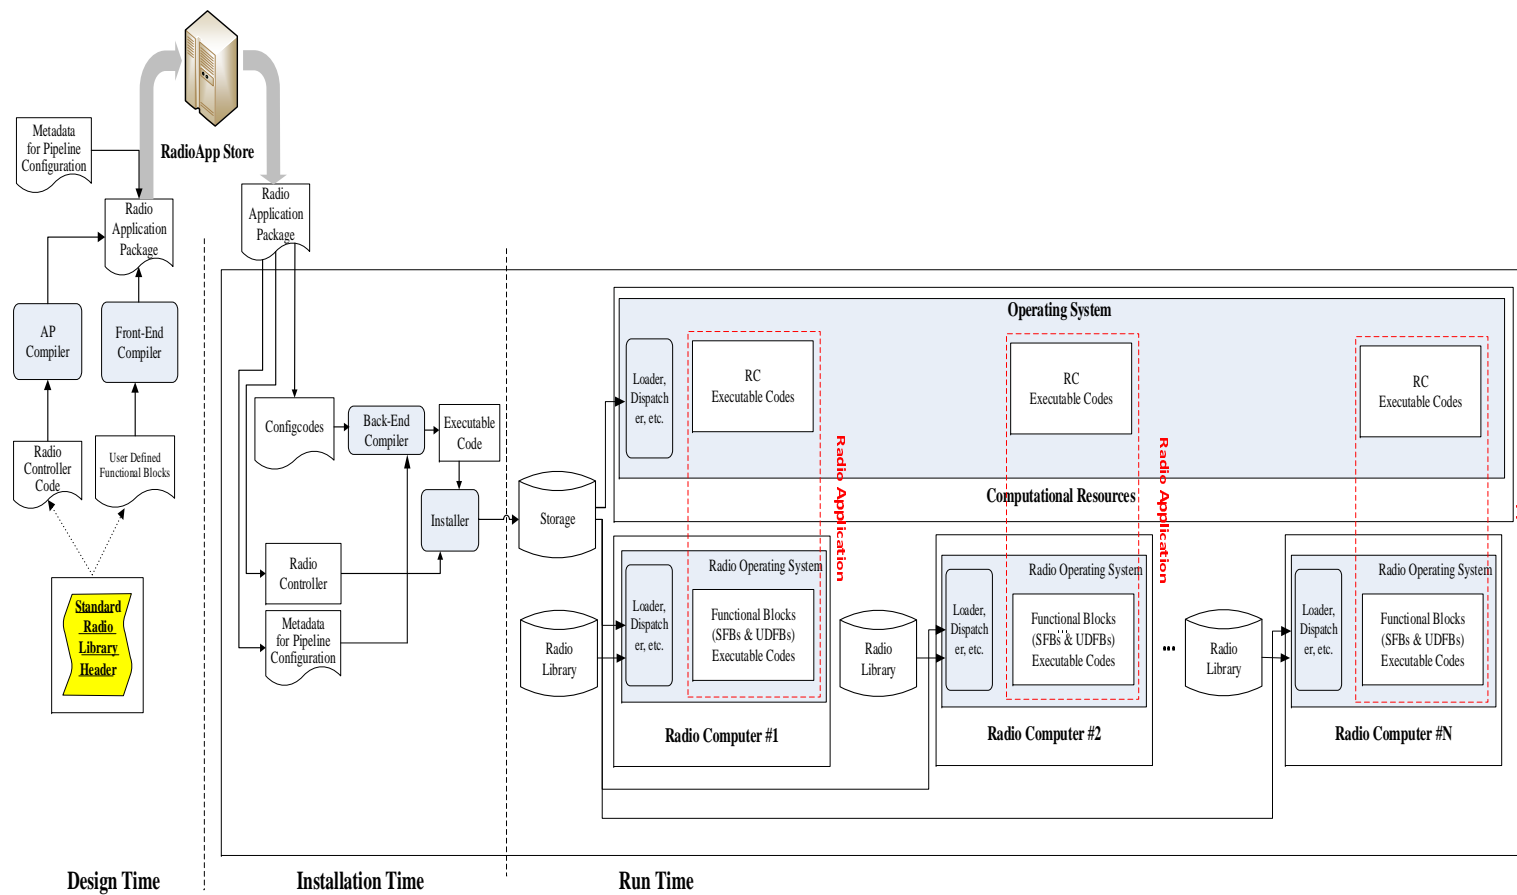 Metadata
for Pipeline
Configuration
RadioApp Store
Radio
Application
Package
Radio
Application
Package
AP
Compiler
Front-End
Compiler
Radio
Controller
Code
User Defined
Functional Blocks
Standard
Radio
Library
Header
Configcodes
Back-End
Compiler
Executable
Code
Installer
Radio
Controller
Metadata
for Pipeline
Configuration
Storage
Operating System
Loader,
Dispatch
er, etc.
RC
Executable Codes
RC
Executable Codes
RC
Executable Codes
Computational Resources
Radio Application
Radio Application
Radio
Library
Radio Operating System
Loader,
Dispatch
er, etc.
Functional Blocks
(SFBs & UDFBs)
Executable Codes
Radio Computer #1
Radio
Library
Radio Operating System
Loader,
Dispatch
er, etc.
Functional Blocks
(SFBs & UDFBs)
Executable Codes
Radio Computer #2
...
Radio
Library
Radio Operating System
Loader,
Dispatch
er, etc.
Functional Blocks
(SFBs & UDFBs)
Executable Codes
Radio Computer #N
Design Time
Installation Time
Run Time